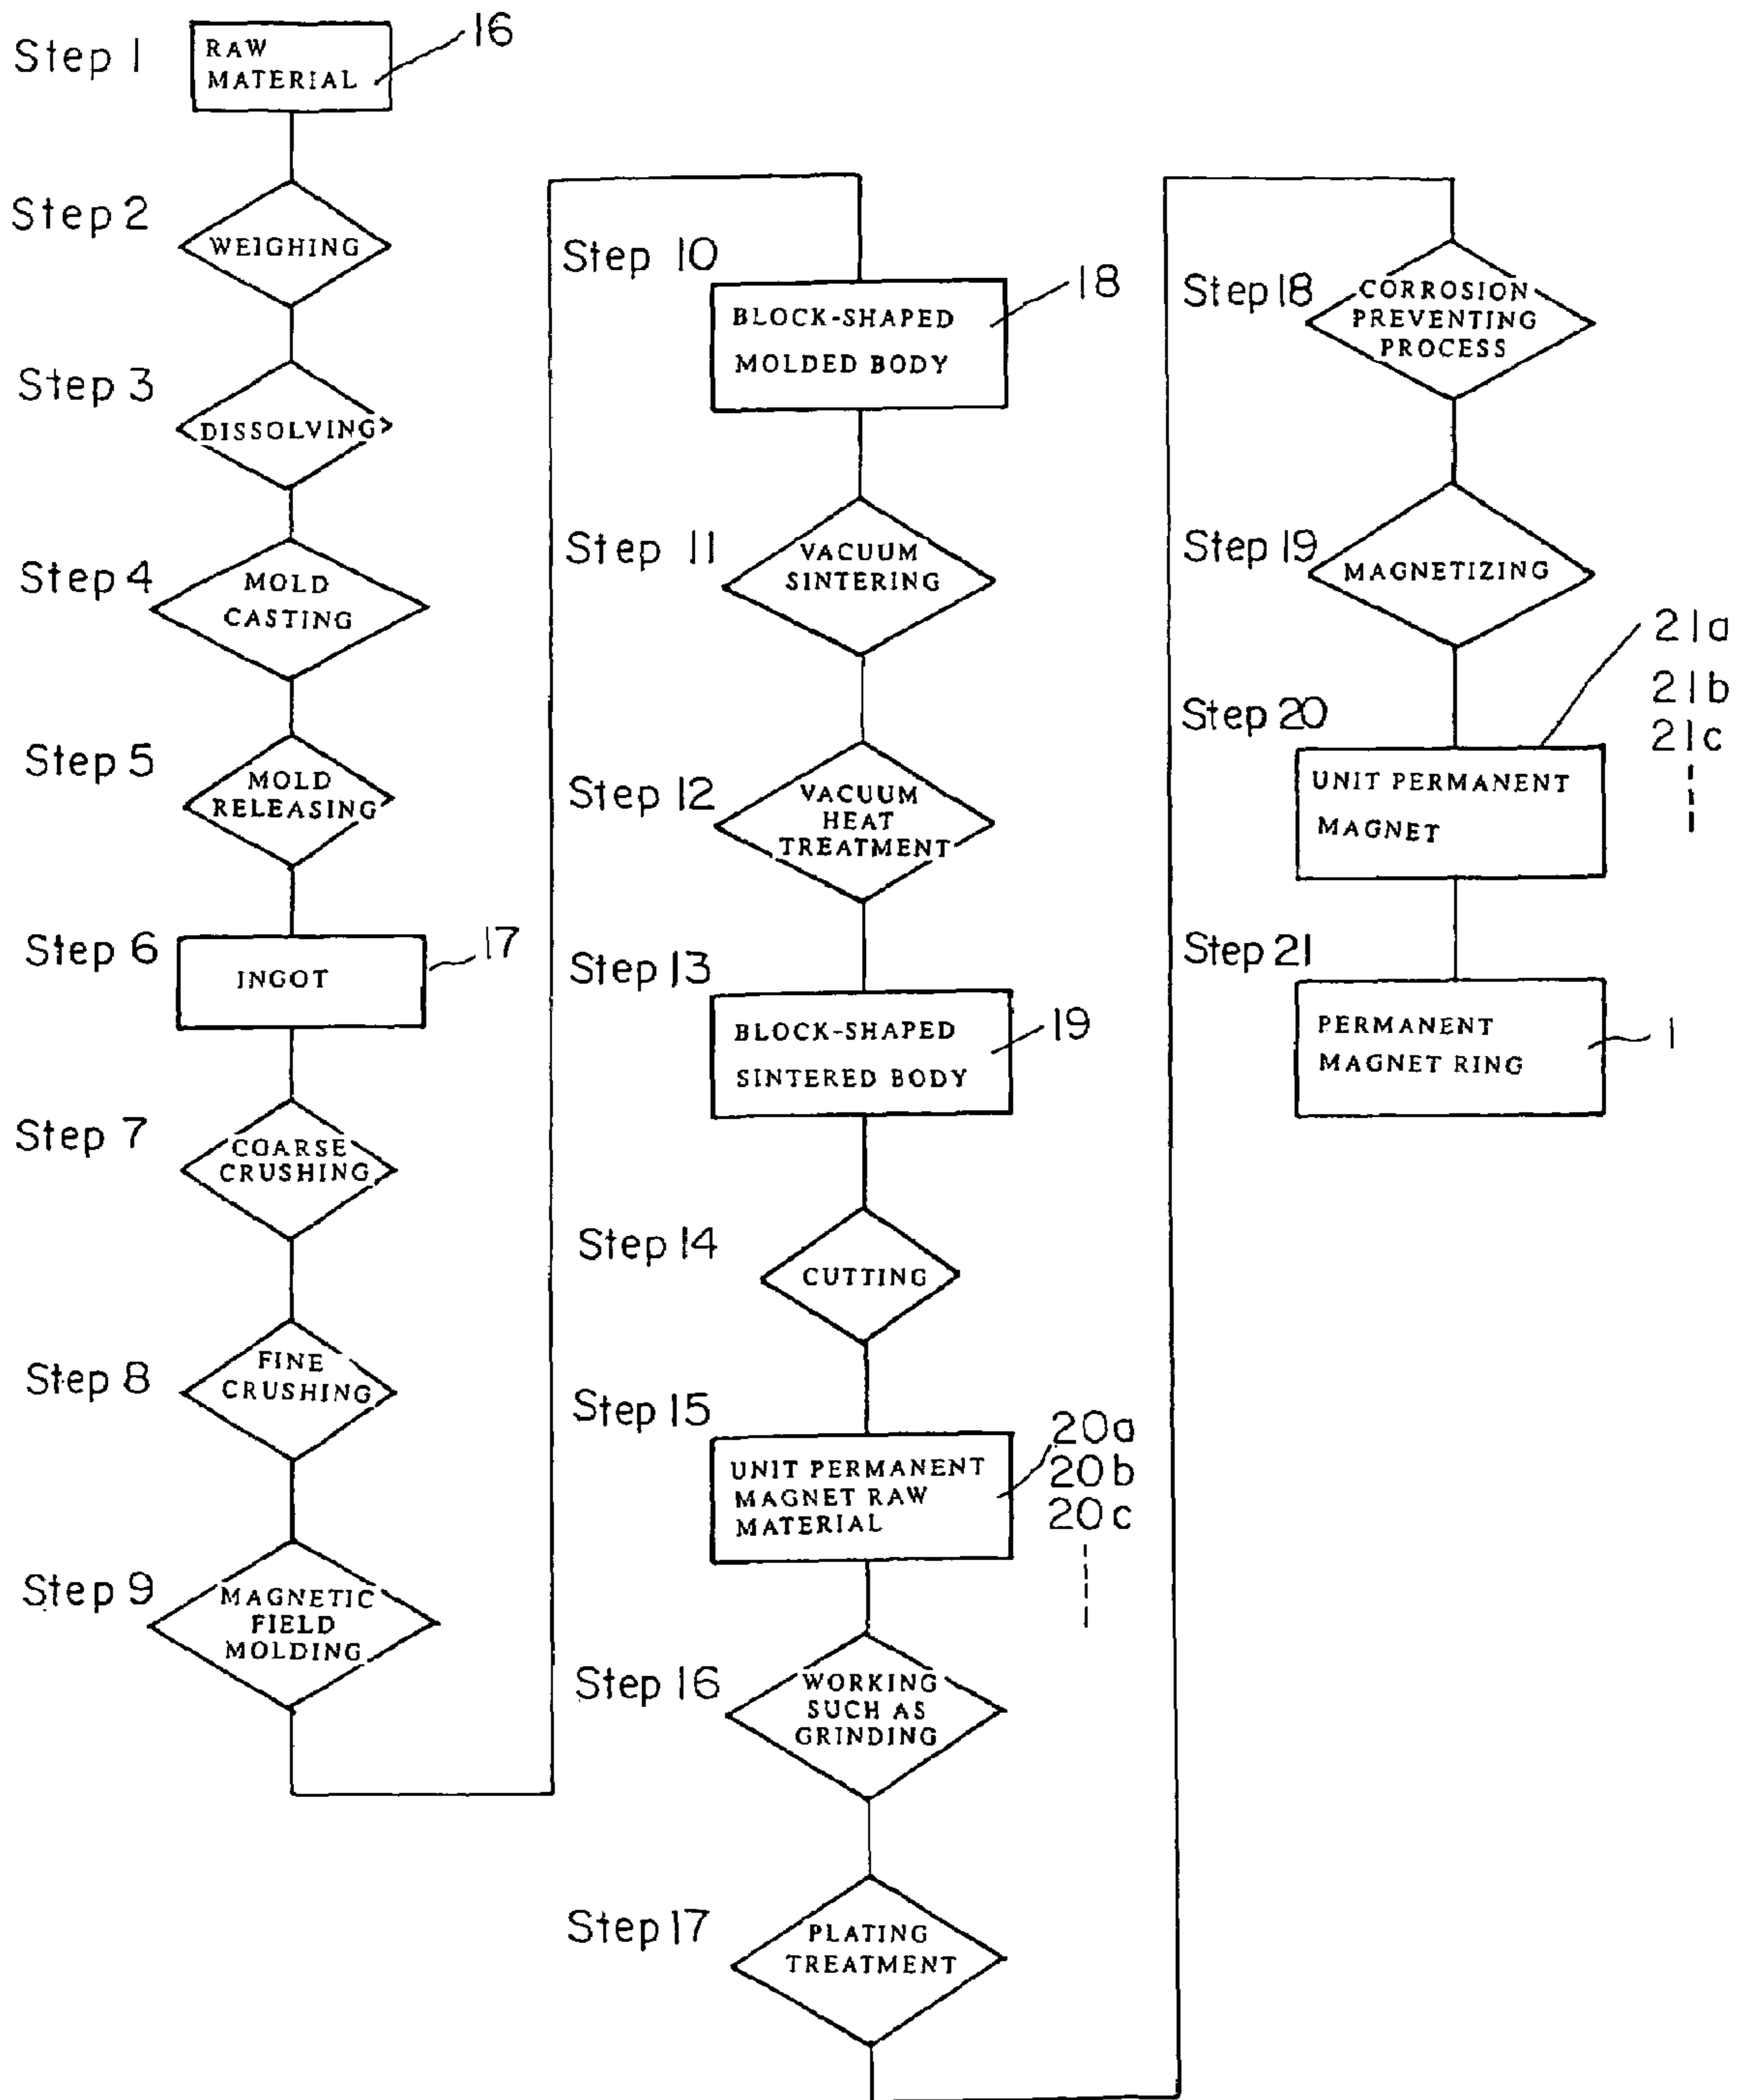 Step 1
RAW
MATERIAL
16
Step 2
WEIGHING
Step 3
DISSOLVING
Step 4
MOLD
CASTING
Step 5
MOLD
RELEASING
Step 6
INGOT
17
Step 7
COARSE
CRUSHING
Step 8
FINE
CRUSHING
Step 9
MAGNETIC
FIELD
MOLDING
Step 10
BLOCK-SHAPED
MOLDED BODY
18
Step 11
VACUUM
SINTERING
Step 12
VACUUM
HEAT
TREATMENT
Step 13
BLOCK-SHAPED
SINTERED BODY
19
Step 14
CUTTING
Step 15
UNIT PERMANENT
MAGNET RAW
MATERIAL
20a
20b
20c
Step 16
WORKING
SUCH AS
GRINDING
Step 17
PLATING
TREATMENT
Step 18
CORROSION
PREVENTING
PROCESS
Step 19
MAGNETIZING
Step 20
UNIT PERMANENT
MAGNET
21a
21b
21c
Step 21
PERMANENT
MAGNET RING
1